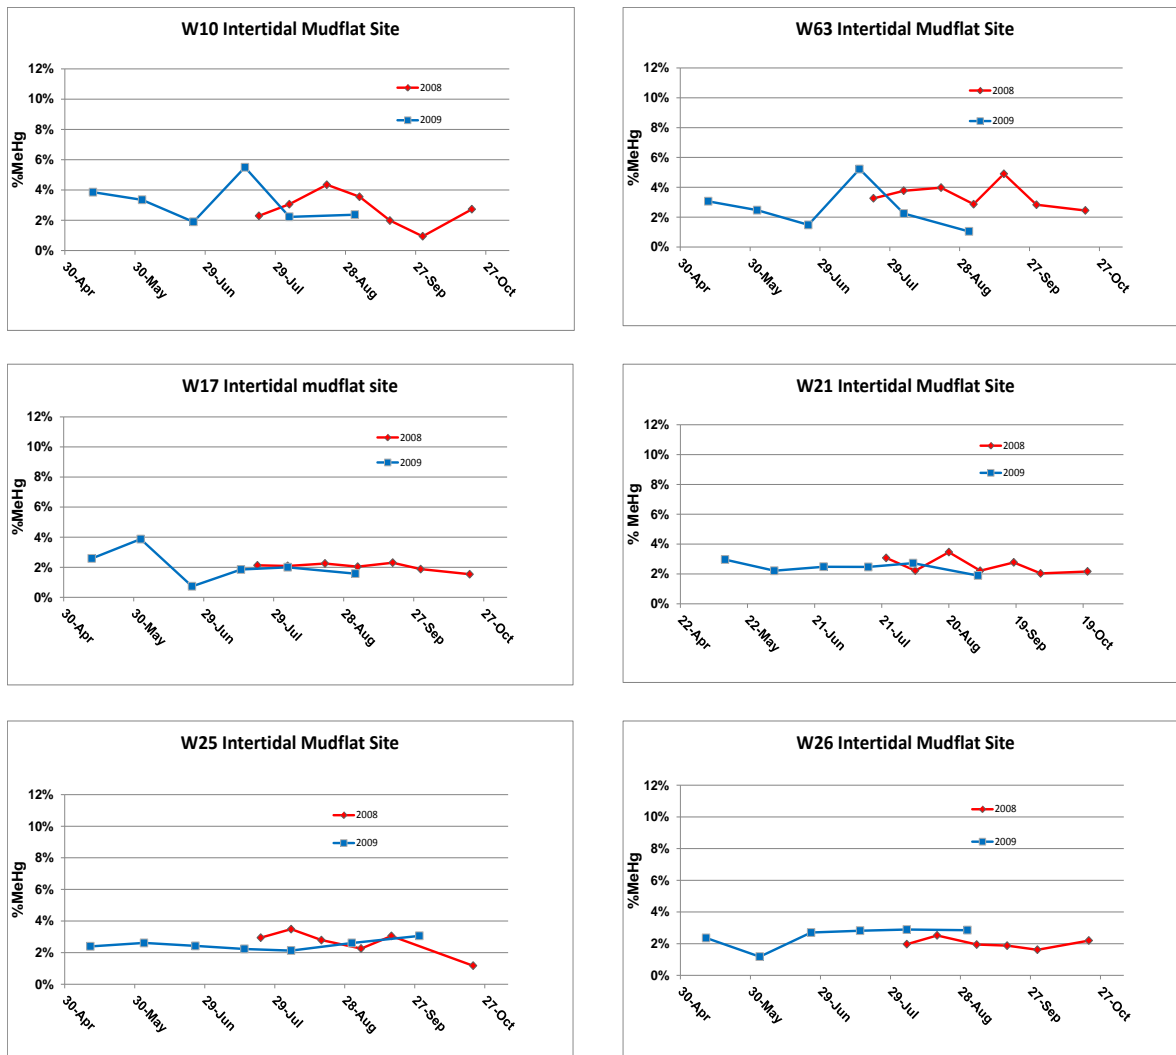 W10 Intertidal Mudflat Site
12%
10%
8%
6%
4%
2%
0%
%MeHg
2008
2009
30-Apr
30-May
29-Jun
29-Jul
28-Aug
27-Sep
27-Oct
W63 Intertidal Mudflat Site
12%
10%
8%
6%
4%
2%
0%
%MeHg
2008
2009
30-Apr
30-May
29-Jun
29-Jul
28-Aug
27-Sep
27-Oct
W17 Intertidal mudflat site
12%
10%
8%
6%
4%
2%
0%
%MeHg
2008
2009
30-Apr
30-May
29-Jun
29-Jul
28-Aug
27-Sep
27-Oct
W21 Intertidal Mudflat Site
12%
10%
8%
6%
4%
2%
0%
% MeHg
2008
2009
22-Apr
22-May
21-Jun
21-Jul
20-Aug
19-Sep
19-Oct
W25 Intertidal Mudflat Site
12%
10%
8%
6%
4%
2%
0%
%MeHg
2008
2009
30-Apr
30-May
29-Jun
29-Jul
28-Aug
27-Sep
27-Oct
W26 Intertidal Mudflat Site
12%
10%
8%
6%
4%
2%
0%
%MeHg
2008
2009
30-Apr
30-May
29-Jun
29-Jul
28-Aug
27-Sep
27-Oct